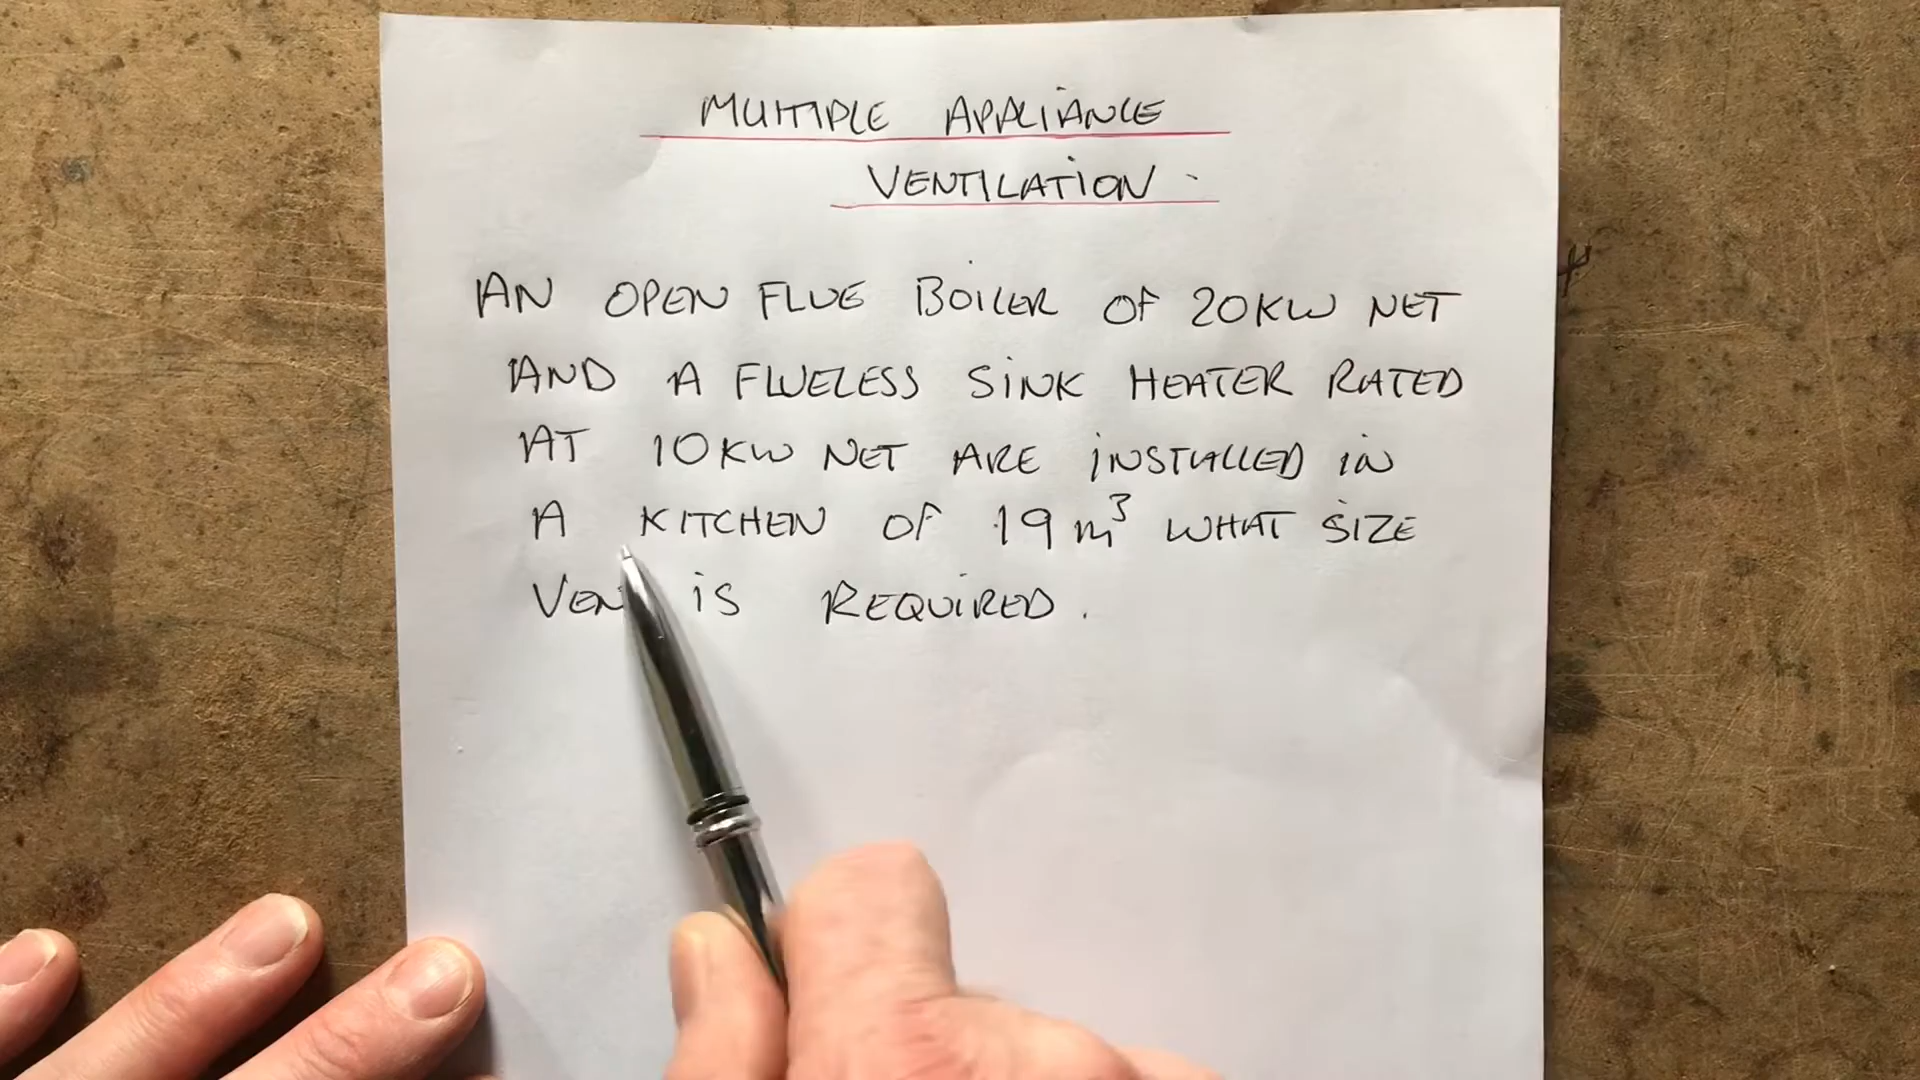 MULTIPLE APPLIANCE
VENTILATION.
AN OPEN FLUE BOILER OF 20KW NET
AND A FLUELESS SINK HEATER RATED
AT 10KW NET ARE INSTALLED IN
A KITCHEN OF 19m³ WHAT SIZE
VEN IS REQUIRED.